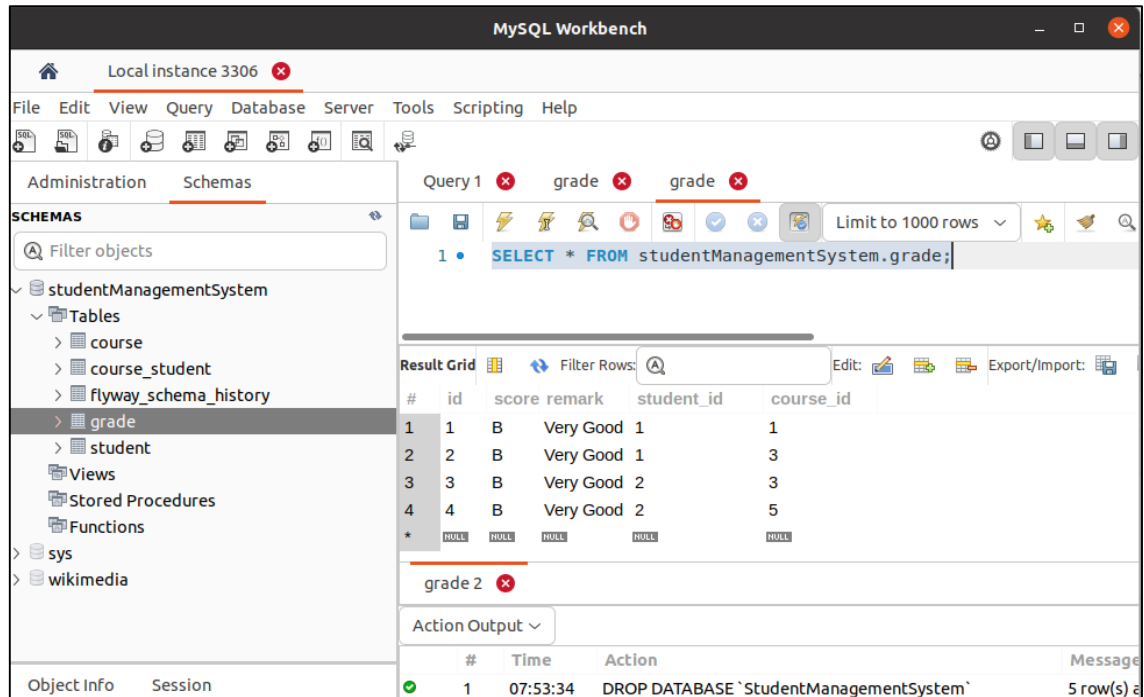 MySQL Workbench
Local instance 3306
File Edit View Query Database Server Tools Scripting Help
Administration Schemas
SCHEMAS
Filter objects
studentManagementSystem
Tables
course
course_student
flyway_schema_history
grade
student
Views
Stored Procedures
Functions
sys
wikimedia
Object Info Session
Query 1 grade grade
Limit to 1000 rows
1 SELECT * FROM studentManagementSystem.grade;
Result Grid Filter Rows: Edit: Export/Import:
# id score remark student_id course_id
1 1 B Very Good 1 1
2 2 B Very Good 1 3
3 3 B Very Good 2 3
4 4 B Very Good 2 5
* NULL NULL NULL NULL NULL
grade 2
Action Output
# Time Action Message
1 07:53:34 DROP DATABASE `StudentManagementSystem` 5 row(s) a